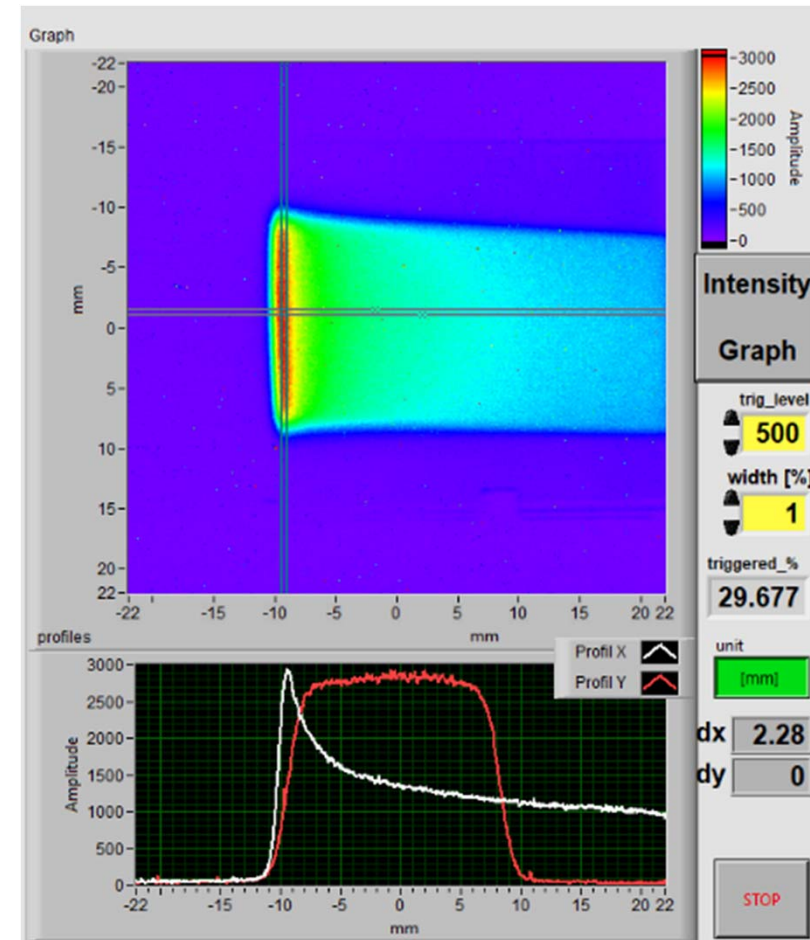 Graph
-22
-20
-15
-10
-5
0
5
10
15
20
22
mm
-22
-15
-10
-5
0
5
10
15
20 22
mm
3000
2500
2000
1500
1000
500
0
Amplitude
Intensity
Graph
trig_level
500
width [%]
1
triggered_%
29.677
unit
[mm]
dx 2.28
dy 0
STOP
profiles
Profil X
Profil Y
3000
2500
2000
1500
1000
500
0
Amplitude
-22
-15
-10
-5
0
5
10
15
20 22
mm